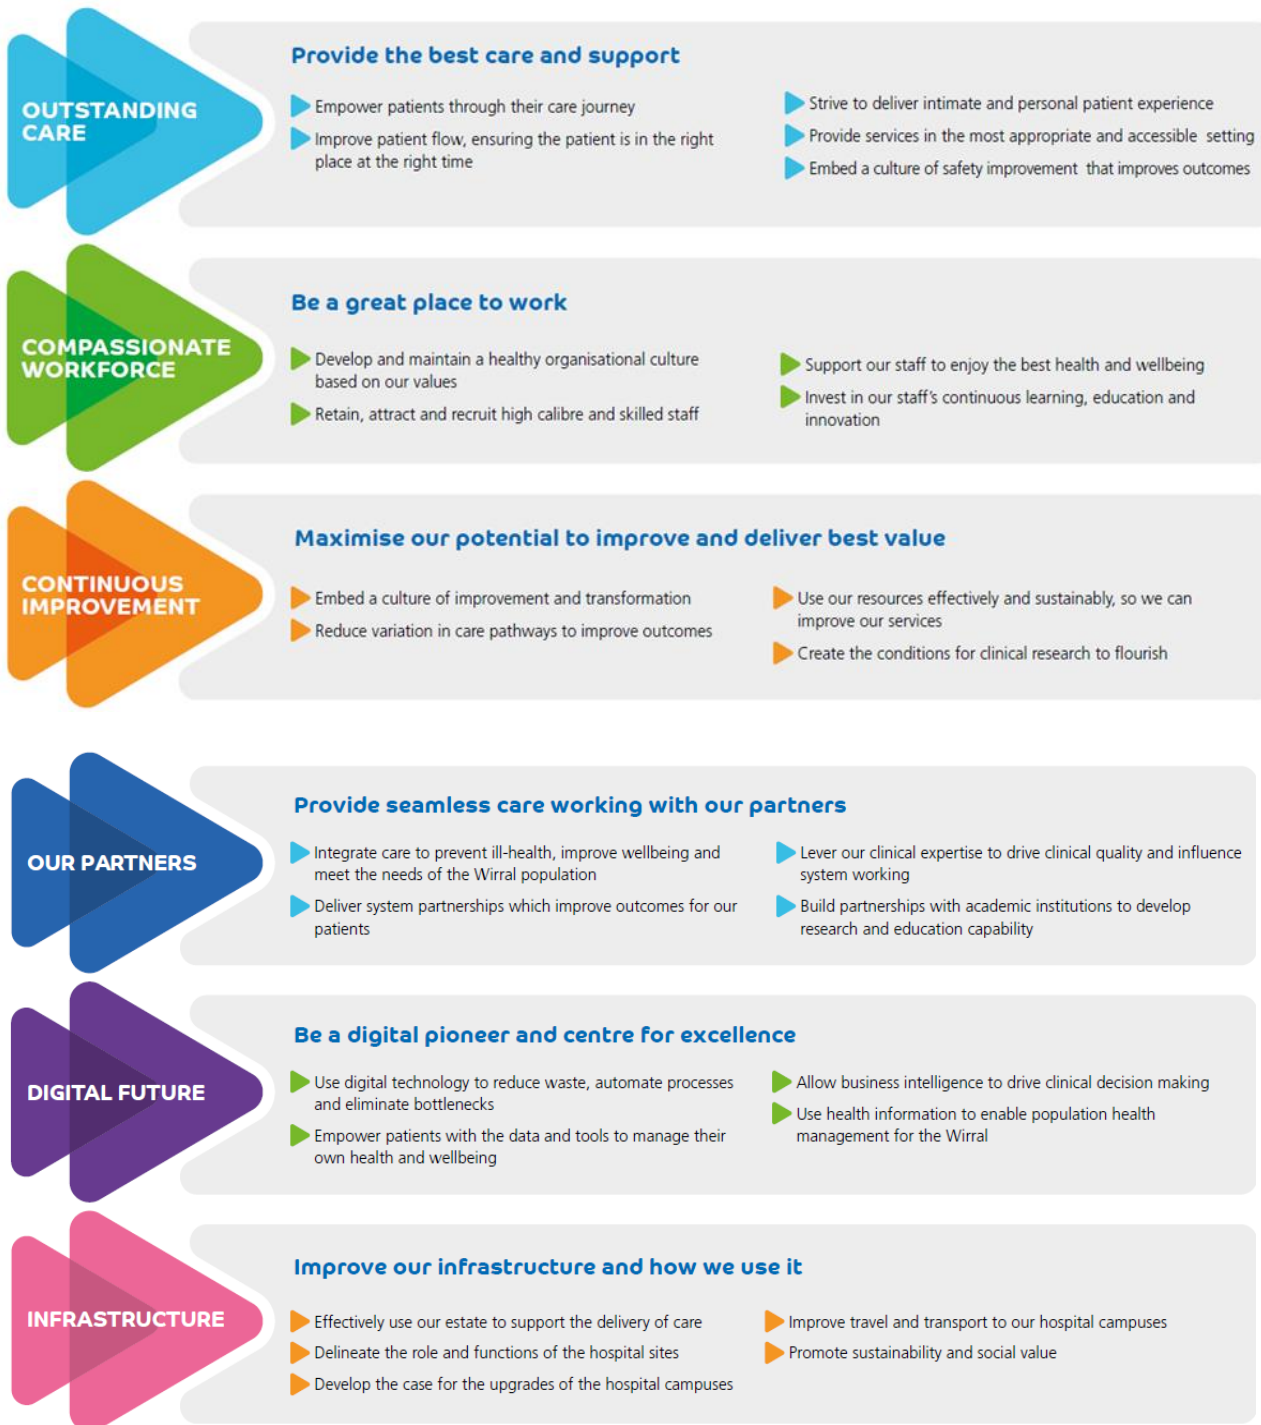 OUTSTANDING
CARE
Provide the best care and support
Empower patients through their care journey
Improve patient flow, ensuring the patient is in the right
place at the right time
Strive to deliver intimate and personal patient experience
Provide services in the most appropriate and accessible setting
Embed a culture of safety improvement that improves outcomes
COMPASSIONATE
WORKFORCE
Be a great place to work
Develop and maintain a healthy organisational culture
based on our values
Retain, attract and recruit high calibre and skilled staff
Support our staff to enjoy the best health and wellbeing
Invest in our staff's continuous learning, education and
innovation
CONTINUOUS
IMPROVEMENT
Maximise our potential to improve and deliver best value
Embed a culture of improvement and transformation
Reduce variation in care pathways to improve outcomes
Use our resources effectively and sustainably, so we can
improve our services
Create the conditions for clinical research to flourish
OUR PARTNERS
Provide seamless care working with our partners
Integrate care to prevent ill-health, improve wellbeing and
meet the needs of the Wirral population
Deliver system partnerships which improve outcomes for our
patients
Lever our clinical expertise to drive clinical quality and influence
system working
Build partnerships with academic institutions to develop
research and education capability
DIGITAL FUTURE
Be a digital pioneer and centre for excellence
Use digital technology to reduce waste, automate processes
and eliminate bottlenecks
Empower patients with the data and tools to manage their
own health and wellbeing
Allow business intelligence to drive clinical decision making
Use health information to enable population health
management for the Wirral
INFRASTRUCTURE
Improve our infrastructure and how we use it
Effectively use our estate to support the delivery of care
Delineate the role and functions of the hospital sites
Develop the case for the upgrades of the hospital campuses
Improve travel and transport to our hospital campuses
Promote sustainability and social value